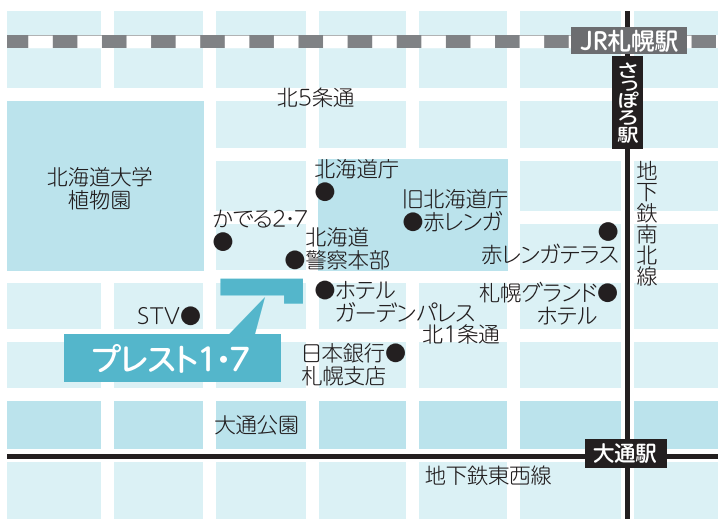 JR札幌駅
さっぽろ駅
北5条通
北海道大学
植物園
北海道庁
旧北海道庁
赤レンガ
地下鉄南北線
かでる2・7
北海道
警察本部
赤レンガテラス
ホテル
ガーデンパレス
札幌グランド
ホテル
STV
北1条通
プレスト1・7
日本銀行
札幌支店
大通公園
大通駅
地下鉄東西線